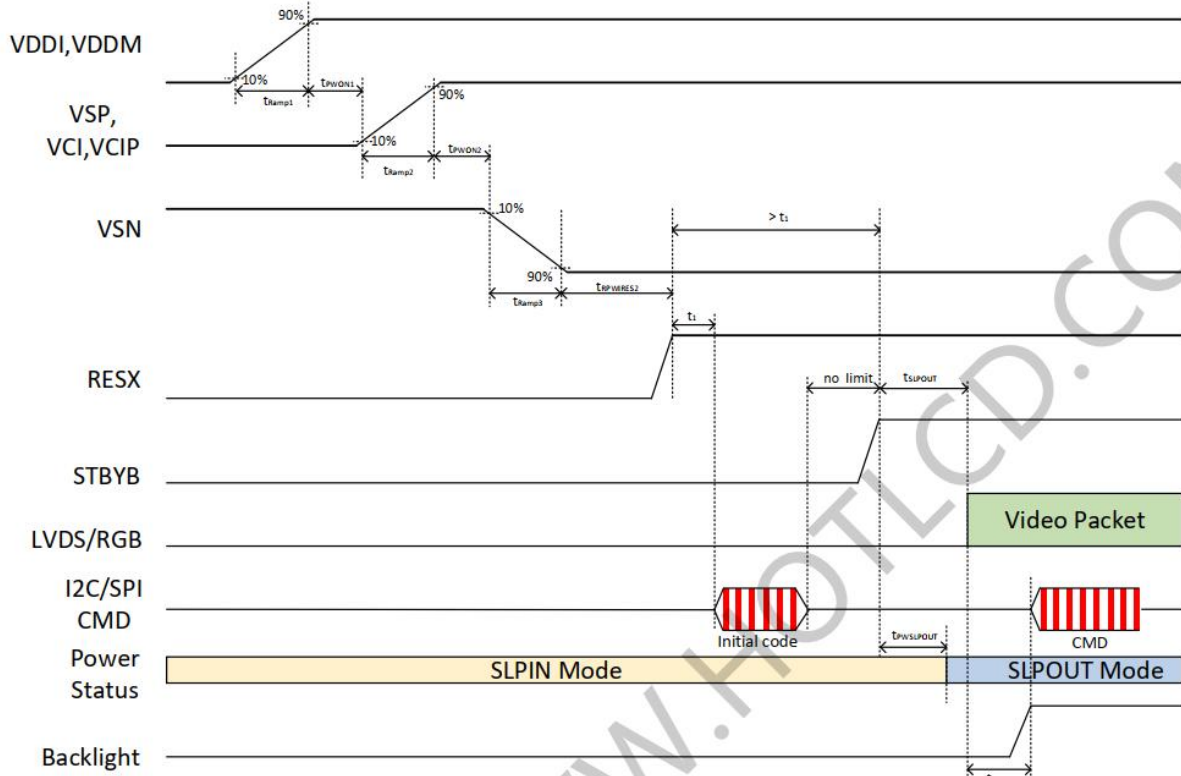 90%
VDDI,VDDM
10%
tRamp1
tPWON1
90%
VSP,
VCI,VCIP
10%
tRamp2
tPWON2
10%
VSN
> t1
90%
tRamp3
tRPWIRES2
t1
RESX
no limit
tSLPOUT
STBYB
Video Packet
LVDS/RGB
I2C/SPI
CMD
Initial code
CMD
tPWSLPOUT
Power
Status
SLPIN Mode
SLPOUT Mode
Backlight
WWW.HOTLCD.COM